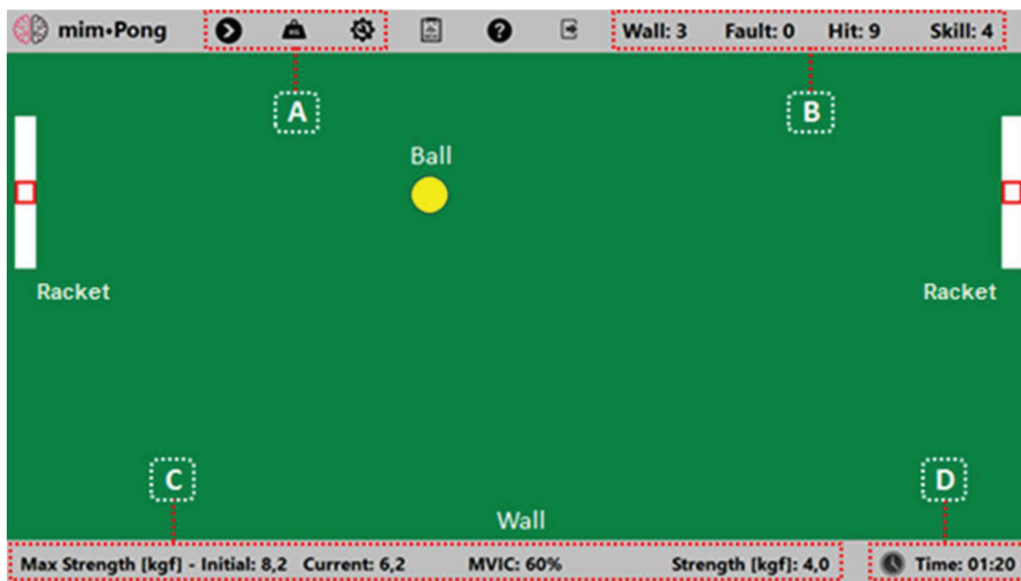 mim•Pong Wall: 3 Fault: 0 Hit: 9 Skill: 4
A B
Ball
Racket Racket
C D
Wall
Max Strength [kgf] - Initial: 8,2 Current: 6,2 MVIC: 60% Strength [kgf]: 4,0 Time: 01:20